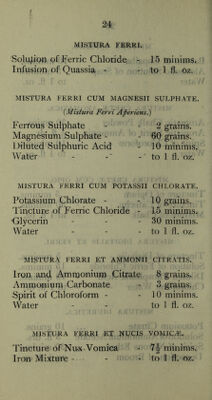 24
MISTURA FERRI.
Solution of Ferric Chloride - 15 minims.
Infusion of Quassia - - to 1 fl. oz.
MISTURA FERRI CUM MAGNESII SULPHATE.
(Mistura Ferri Aperiens.)
Ferrous Sulphate - - 2 grains.
Magnesium Sulphate - - 60 grains.
Diluted Sulphuric Acid - 10 minims.
Water - - - to 1 fl. oz.
MISTURA FERRI CUM POTASSII CHLORATE.
Potassium Chlorate - - 10 grains.
Tincture of Ferric Chloride - 15 minims.
Glycerin - - - 30 minims.
Water - - - to 1 fl. oz.
MISTURA FERRI ET AMMONII CITRATIS.
Iron and Ammonium Citrate 8 grains.
Ammonium Carbonate - 3 grains.
Spirit of Chloroform - - 10 minims.
Water - - - to 1 fl. oz.
MISTURA FERRI ET NUCIS VOMICÆ.
Tincture of Nux Vomica - 7½ minims.
Iron Mixture - - - to 1 fl. oz.